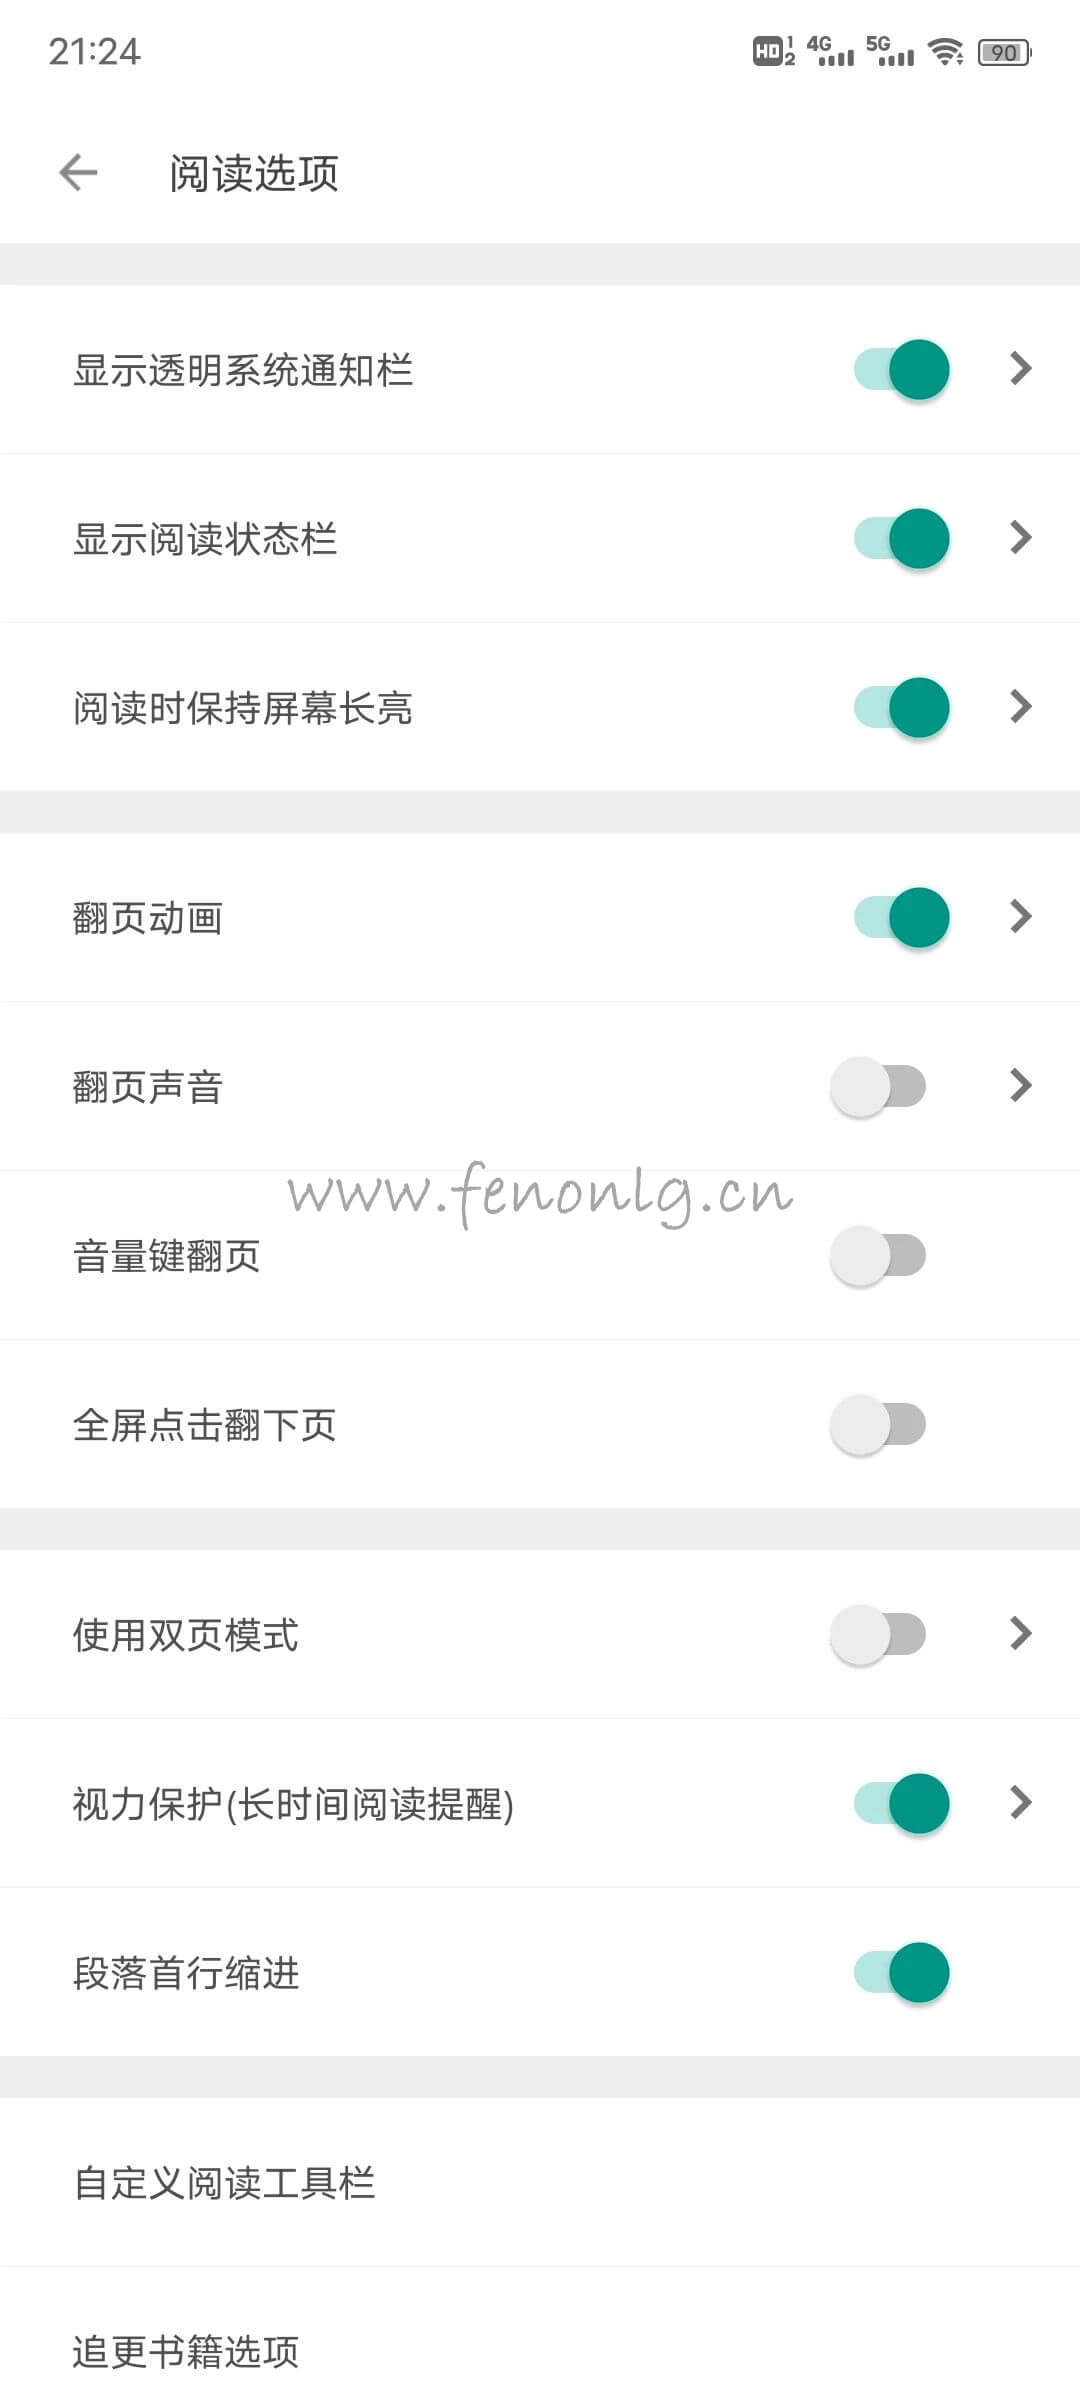 21:24 HD 1 2 4G 5G 90
阅读选项
显示透明系统通知栏
显示阅读状态栏
阅读时保持屏幕长亮
翻页动画
翻页声音
www.fenonlg.cn
音量键翻页
全屏点击翻下页
使用双页模式
视力保护(长时间阅读提醒)
段落首行缩进
自定义阅读工具栏
追更书籍选项